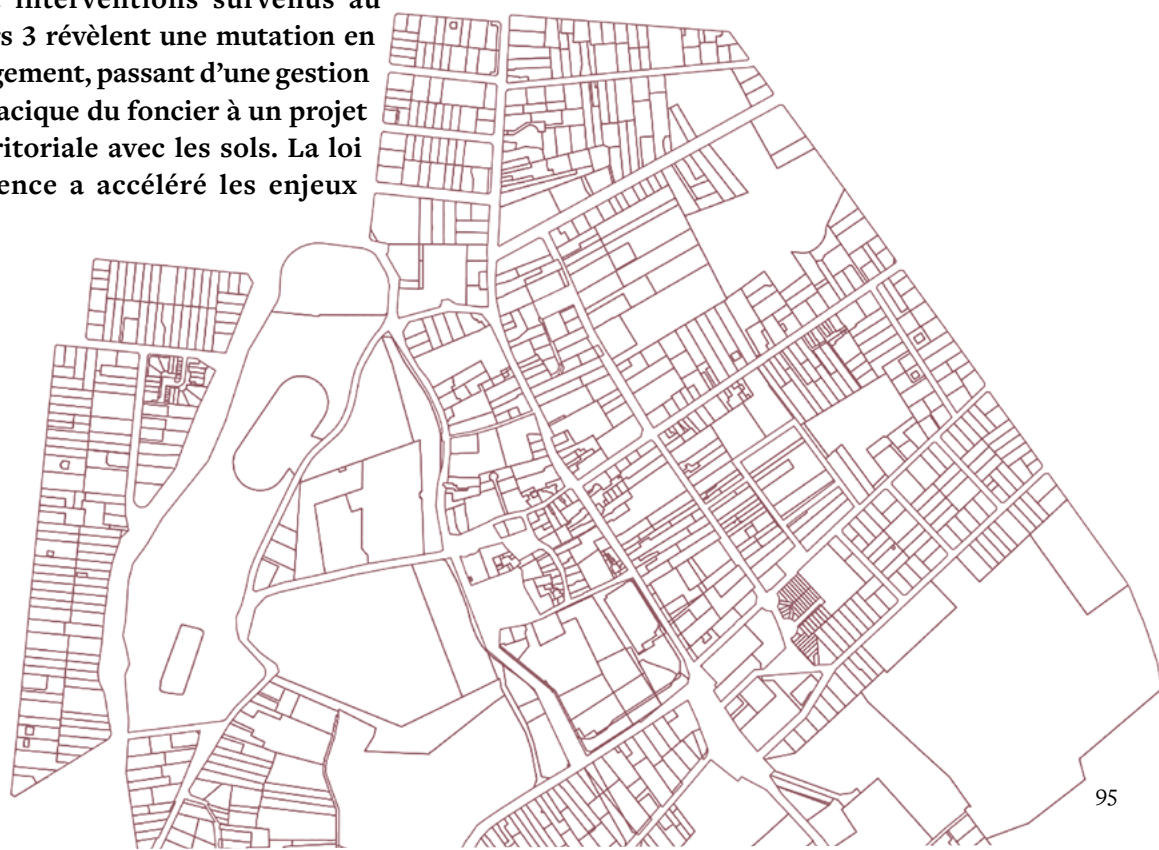 interventions survenus au
rs 3 révèlent une mutation en
gement, passant d’une gestion
acique du foncier à un projet
ritoriale avec les sols. La loi
ence a accéléré les enjeux
95